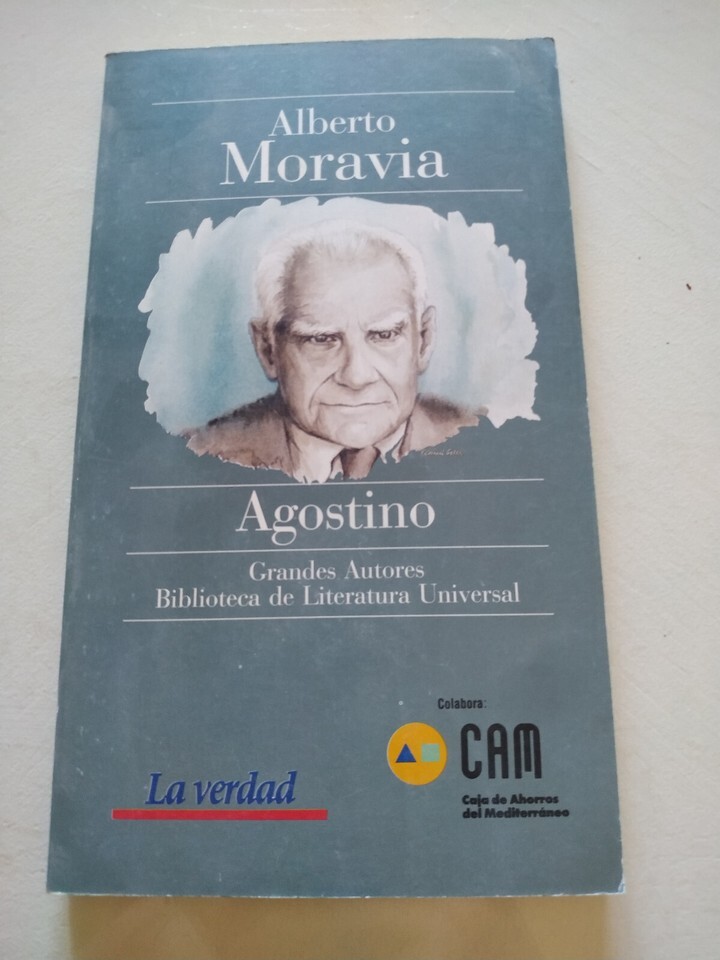 Alberto
Moravia
Agostino
Grandes Autores
Biblioteca de Literatura Universal
Colabora:
CAM
Caja de Ahorros
del Mediterráneo
La verdad